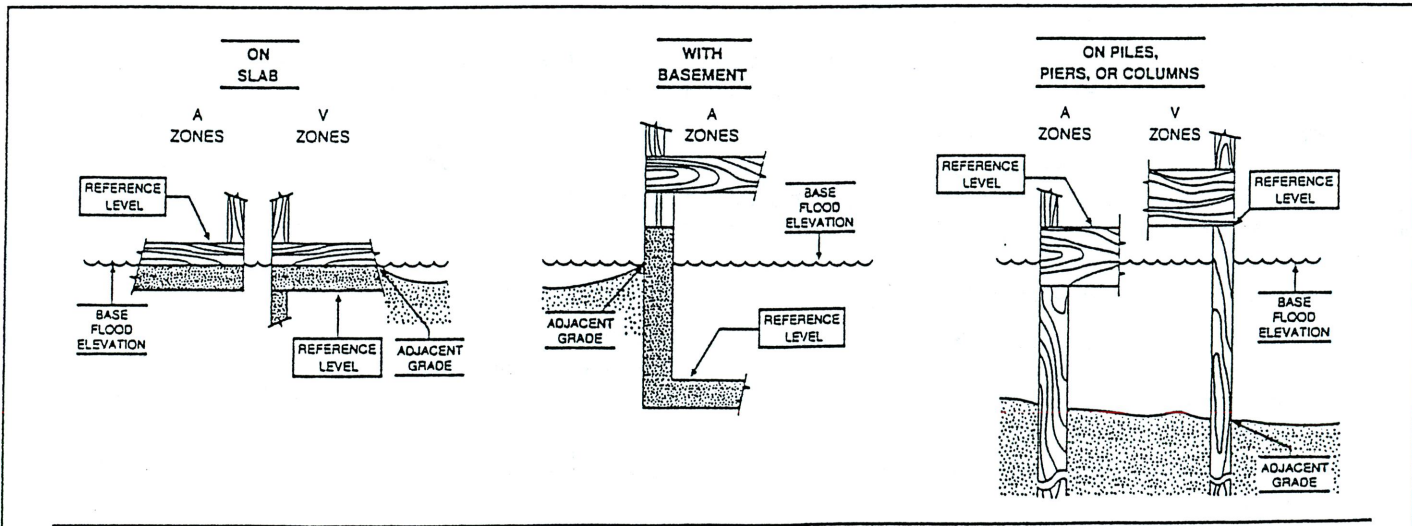 ON
SLAB
A
ZONES
V
ZONES
REFERENCE
LEVEL
BASE
FLOOD
ELEVATION
REFERENCE
LEVEL
ADJACENT
GRADE
WITH
BASEMENT
A
ZONES
BASE
FLOOD
ELEVATION
ADJACENT
GRADE
REFERENCE
LEVEL
ON PILES,
PIERS, OR COLUMNS
A
ZONES
V
ZONES
REFERENCE
LEVEL
REFERENCE
LEVEL
BASE
FLOOD
ELEVATION
ADJACENT
GRADE